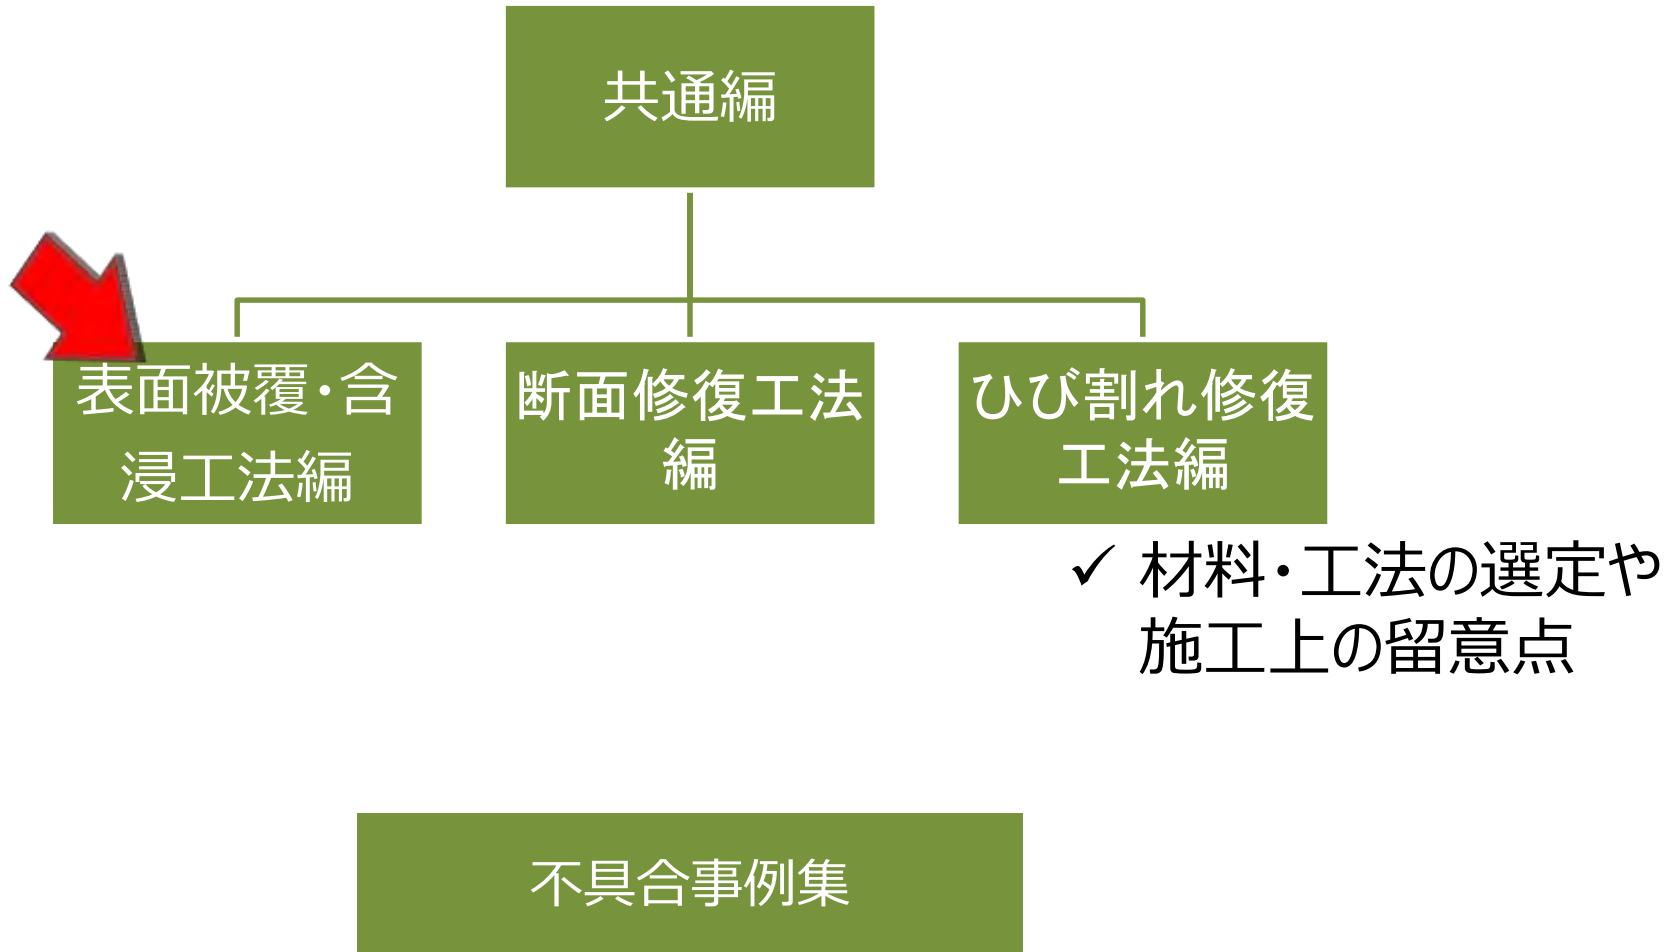 共通編
表面被覆・含
浸工法編
断面修復工法
編
ひび割れ修復
工法編
✓ 材料・工法の選定や
施工上の留意点
不具合事例集